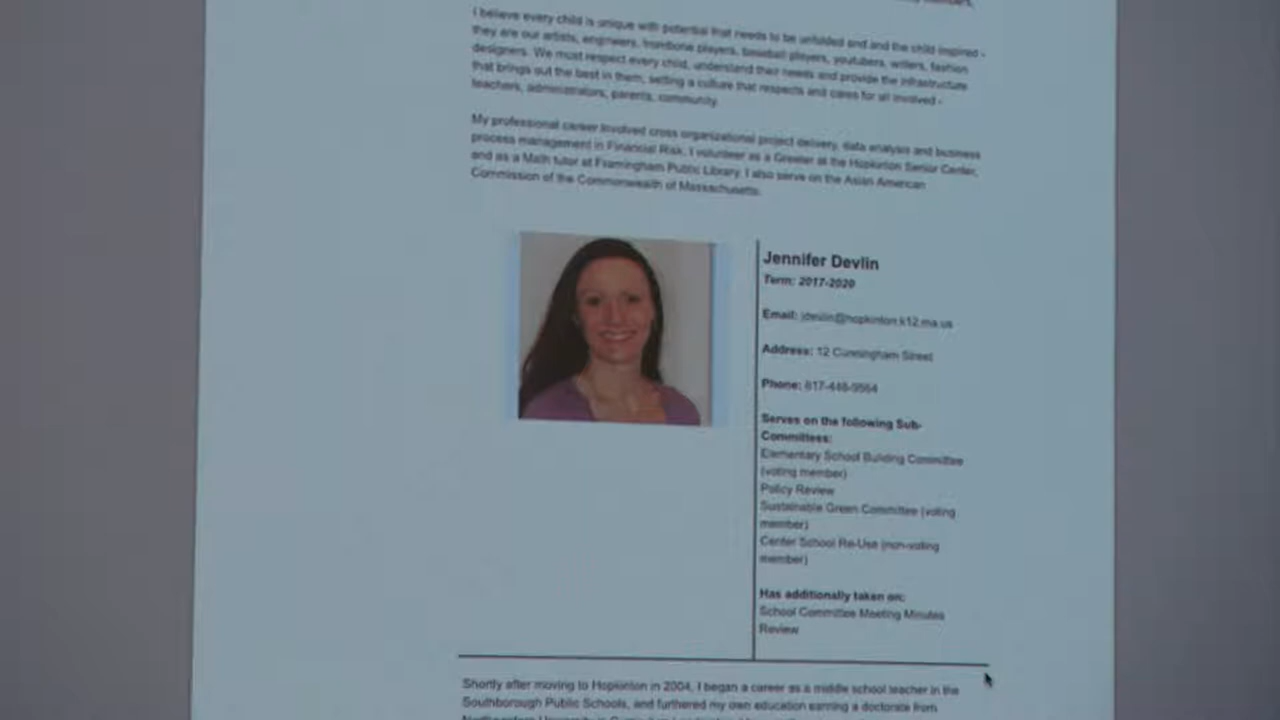 I believe every child is unique with potential that needs to be unfolded and and the child inspired -
they are our artists, engineers, trombone players, baseball players, youtubers, writers, fashion
designers. We must respect every child, understand their needs and provide the infrastructure
that brings out the best in them, setting a culture that respects and cares for all involved -
teachers, administrators, parents, community.
My professional career involved cross organizational project delivery, data analysis and business
process management in Financial Risk. I volunteer as a Greeter at the Hopkinton Senior Center,
and as a Math tutor at Framingham Public Library. I also serve on the Asian American
Commission of the Commonwealth of Massachusetts.
Jennifer Devlin
Term: 2017-2020
Email: jdevlin@hopkinton.k12.ma.us
Address: 12 Cunningham Street
Phone:
Serves on the following Sub-
Committees:
Elementary School Building Committee
(voting member)
Policy Review
Sustainable Green Committee (voting
member)
Center School Re-Use (non-voting
member)
Has additionally taken on:
School Committee Meeting Minutes
Review
Shortly after moving to Hopkinton in 2004, I began a career as a middle school teacher in the
Southborough Public Schools, and furthered my own education earning a doctorate from